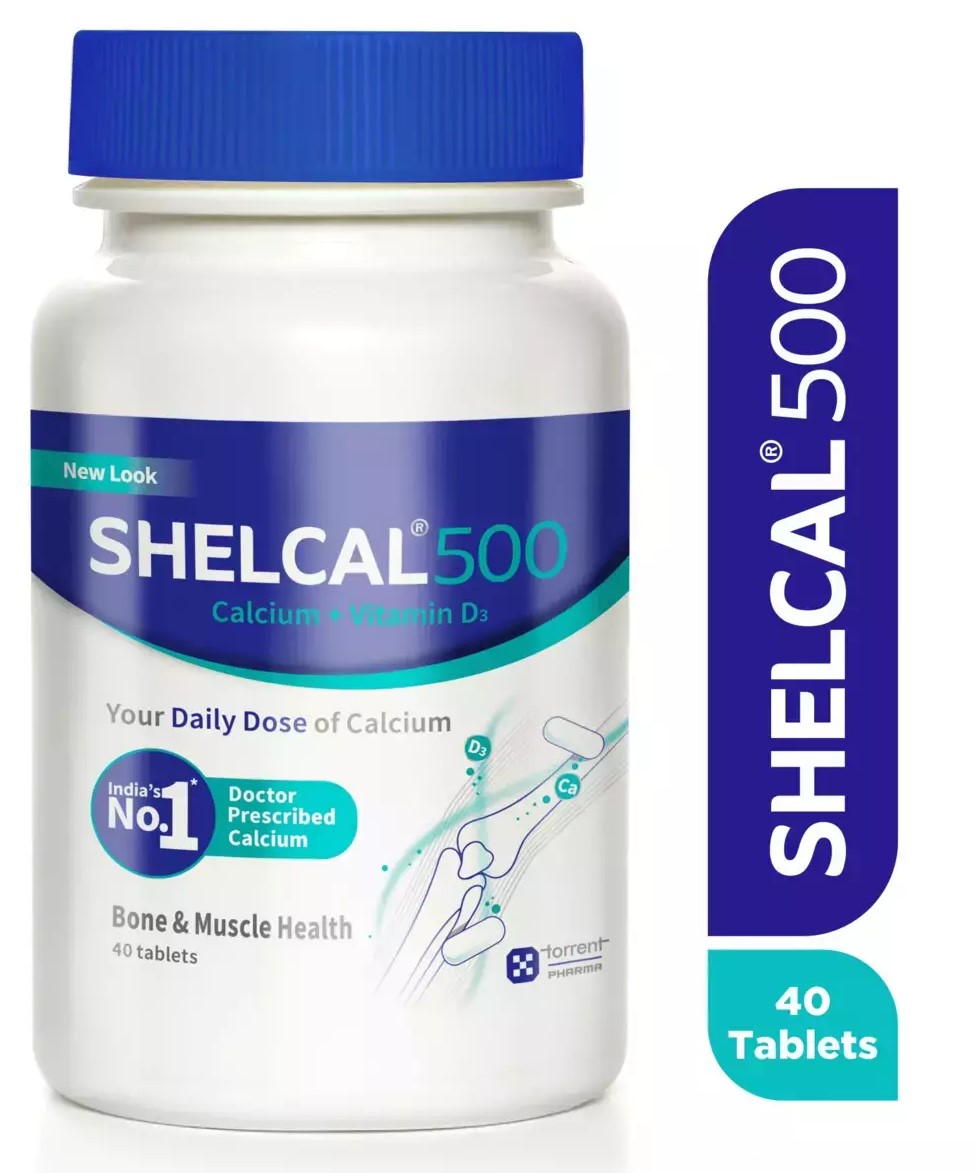 New Look
SHELCAL® 500
Calcium + Vitamin D3
Your Daily Dose of Calcium
India's
No.1*
Doctor
Prescribed
Calcium
D3
Ca
Bone & Muscle Health
40 tablets
torrent
PHARMA
SHELCAL® 500
40
Tablets